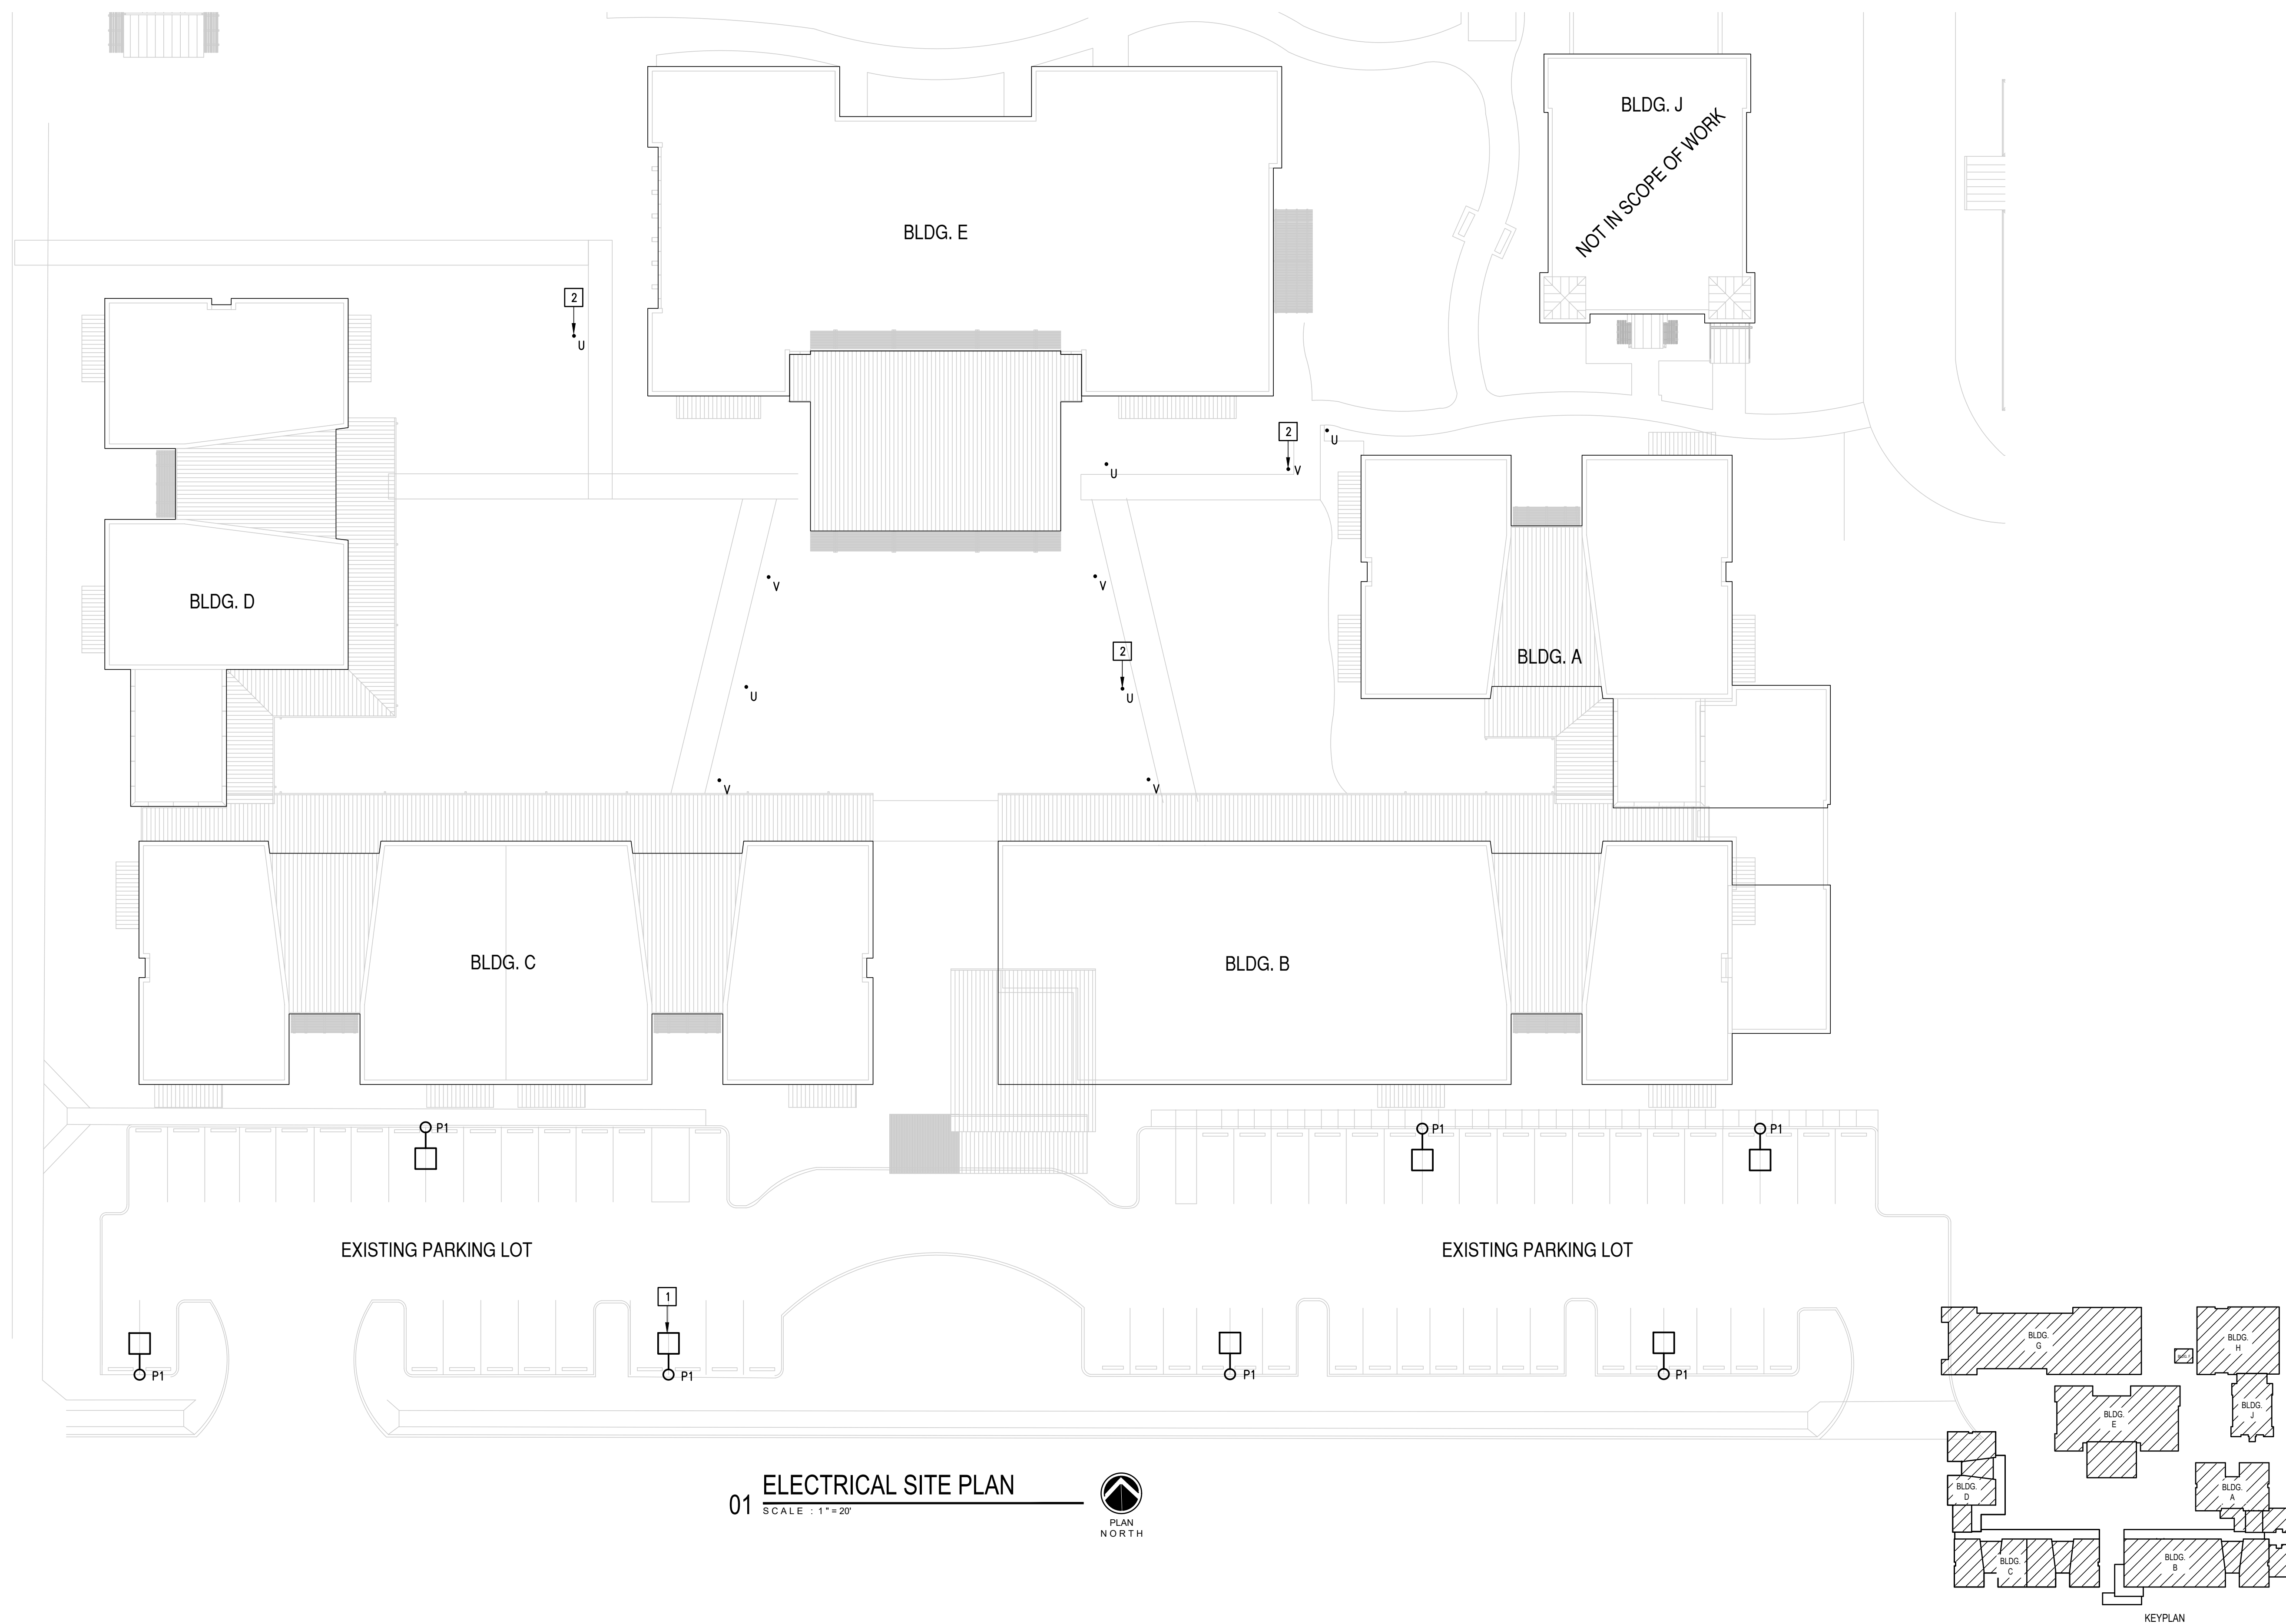 BLDG. J
NOT IN SCOPE OF WORK
BLDG. E
2
U
2
V
U
U
V
V
BLDG. D
2
U
U
BLDG. A
V
V
BLDG. C
BLDG. B
P1
P1
P1
EXISTING PARKING LOT
EXISTING PARKING LOT
1
P1
P1
P1
P1
01
ELECTRICAL SITE PLAN
SCALE : 1" = 20'
PLAN
NORTH
BLDG.
G
BLDG.
H
BLDG.
E
BLDG.
J
BLDG.
D
BLDG.
A
BLDG.
C
BLDG.
B
KEYPLAN